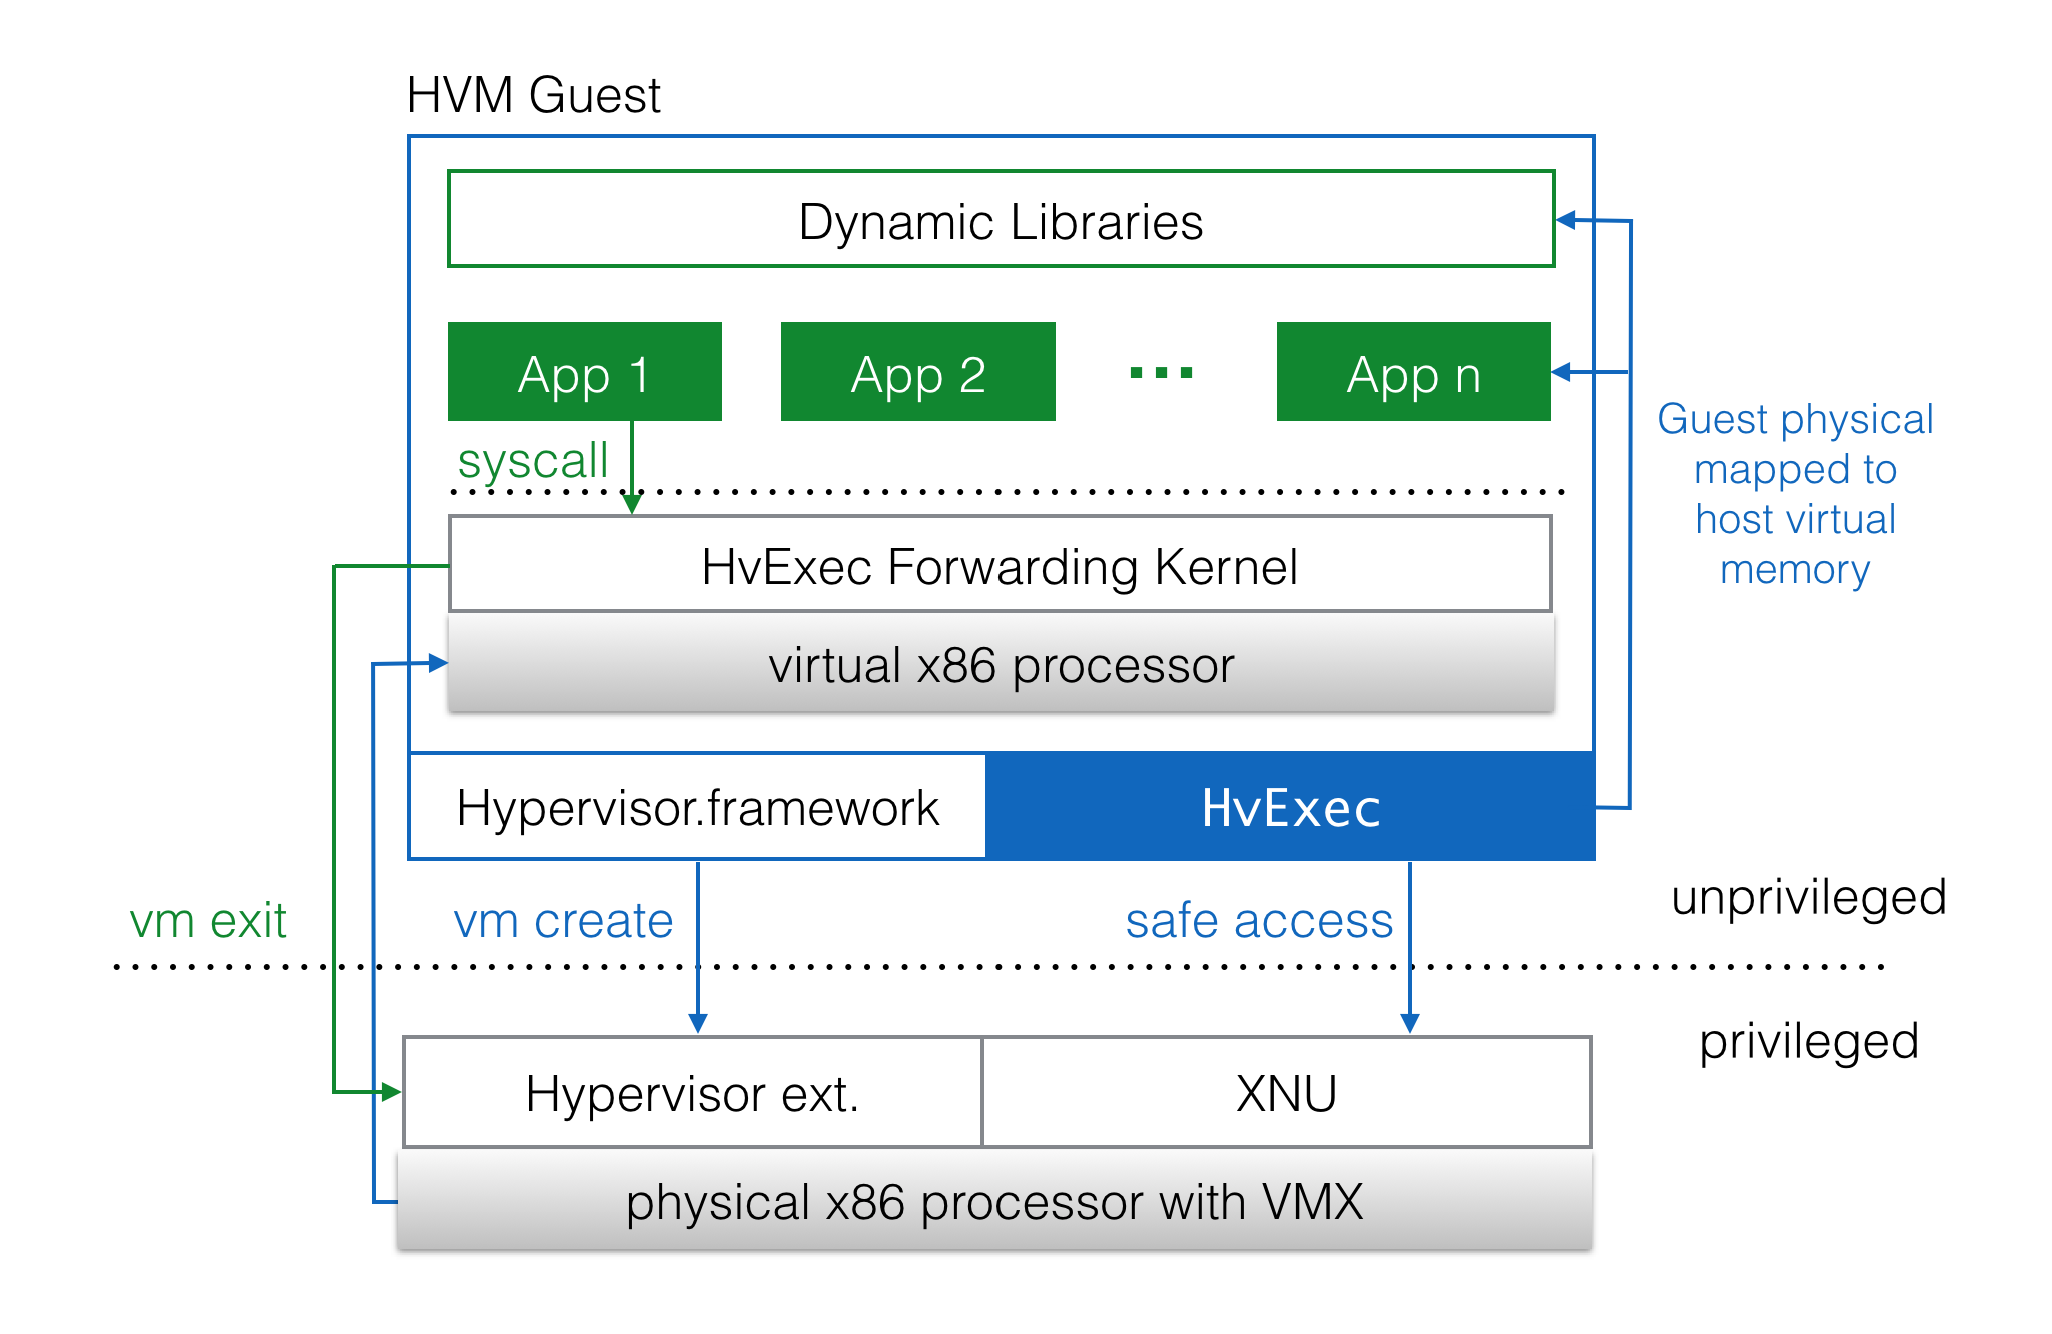 HVM Guest
Dynamic Libraries
App 1
App 2
...
App n
syscall
Guest physical
mapped to
host virtual
memory
HvExec Forwarding Kernel
virtual x86 processor
Hypervisor.framework
HvExec
unprivileged
vm exit
vm create
safe access
privileged
Hypervisor ext.
XNU
physical x86 processor with VMX